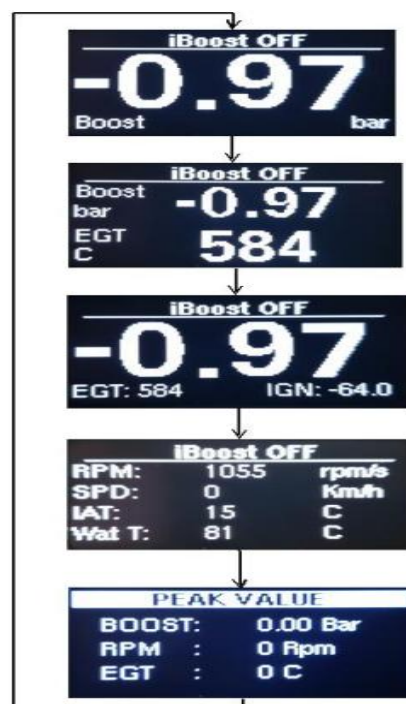 iBoost OFF
-0.97
Boost bar
iBoost OFF
Boost bar -0.97
EGT C 584
iBoost OFF
-0.97
EGT: 584 IGN: -64.0
iBoost OFF
RPM: 1055 rpm/s
SPD: 0 Km/h
IAT: 15 C
Wat T: 81 C
PEAK VALUE
BOOST: 0.00 Bar
RPM : 0 Rpm
EGT : 0 C